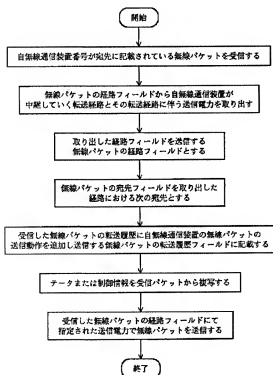 開始
自無線通信装置番号が宛先に記載されている無線パケットを受信する
無線パケットの経路フィールドから自無線通信装置が
中継していく転送経路とその転送経路に伴う送信電力を取り出す
取り出した経路フィールドを送信する
無線パケットの経路フィールドとする
無線パケットの宛先フィールドを取り出した
経路における次の宛先とする
受信した無線パケットの転送履歴に自無線通信装置の無線パケットの
送信動作を追加し送信する無線パケットの転送履歴フィールドに記載する
データまたは制御情報を受信パケットから複写する
受信した無線パケットの経路フィールドにて
指定された送信電力で無線パケットを送信する
終了